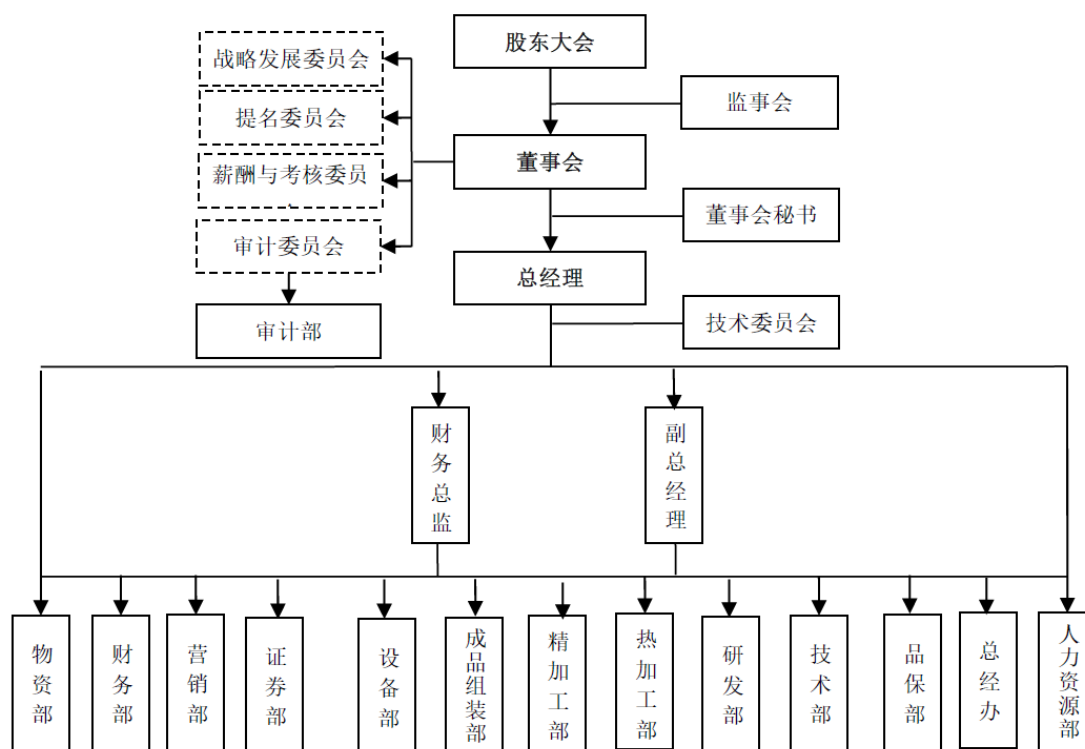 股东大会
战略发展委员会
监事会
提名委员会
董事会
薪酬与考核委员
董事会秘书
审计委员会
总经理
技术委员会
审计部
财务总监
副总经理
物资部
财务部
营销部
证券部
设备部
成品组装部
精加工部
热加工部
研发部
技术部
品保部
总经办
人力资源部